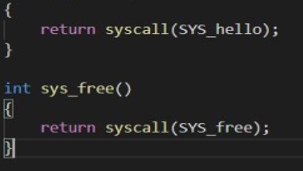 {
    return syscall(SYS_hello);
}

int sys_free()
{
    return syscall(SYS_free);
}